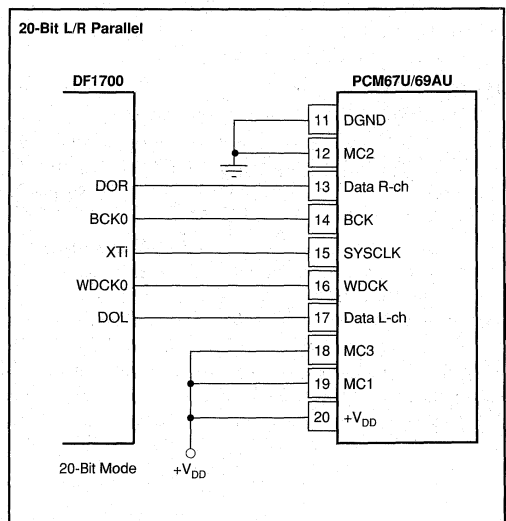 20-Bit L/R Parallel
DF1700
PCM67U/69AU
11 DGND
12 MC2
DOR 13 Data R-ch
BCK0 14 BCK
XTi 15 SYSCLK
WDCK0 16 WDCK
DOL 17 Data L-ch
18 MC3
19 MC1
20 +VDD
20-Bit Mode
+VDD